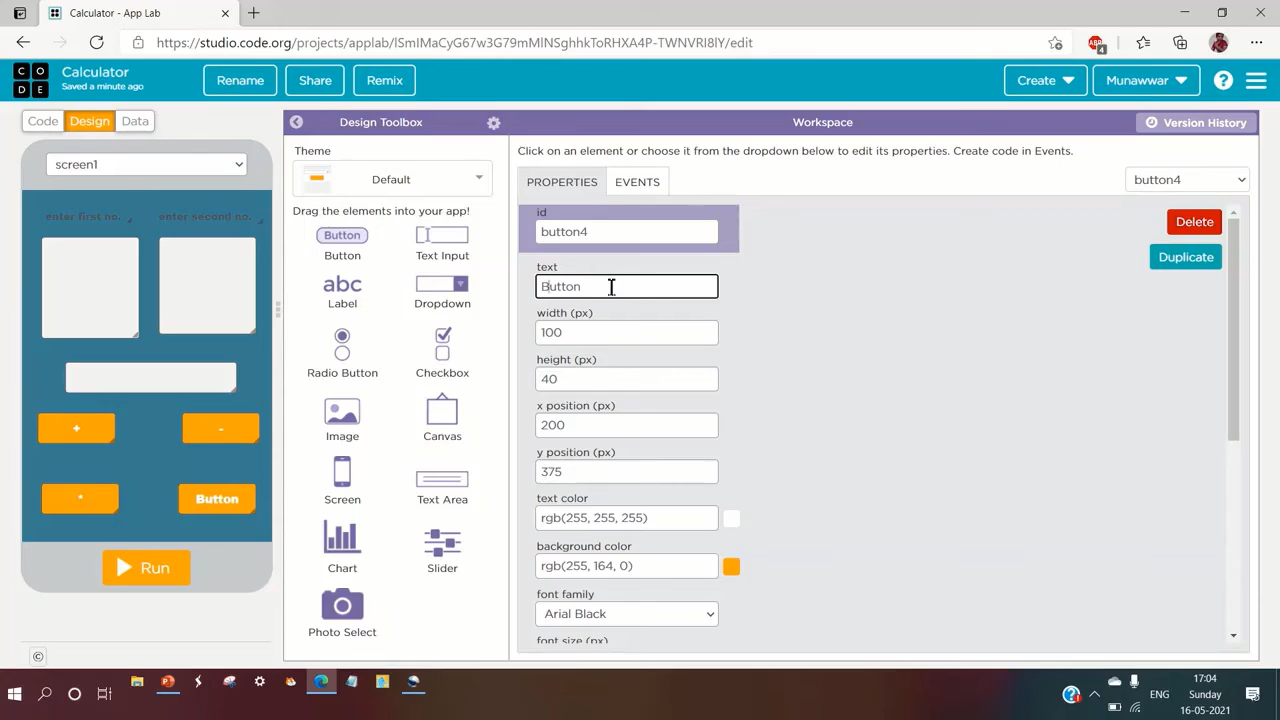 Calculator - App Lab
https://studio.code.org/projects/applab/lSmIMaCyG67w3G79mMlNSghhkToRHXA4P-TWNVRI8lY/edit
4
C O
D E
Calculator
Saved a minute ago
Rename
Share
Remix
Create
Munawwar
?
Code
Design
Data
Design Toolbox
Workspace
Version History
screen1
enter first no.
enter second no.
+
-
*
Button
Run
©
Theme
Default
Drag the elements into your app!
Button
Button
Text Input
abc
Label
Dropdown
Radio Button
Checkbox
Image
Canvas
Screen
Text Area
Chart
Slider
Photo Select
Click on an element or choose it from the dropdown below to edit its properties. Create code in Events.
PROPERTIES
EVENTS
button4
Delete
Duplicate
id
button4
text
Button
width (px)
100
height (px)
40
x position (px)
200
y position (px)
375
text color
rgb(255, 255, 255)
background color
rgb(255, 164, 0)
font family
Arial Black
font size (px)
ENG
17:04
Sunday
16-05-2021